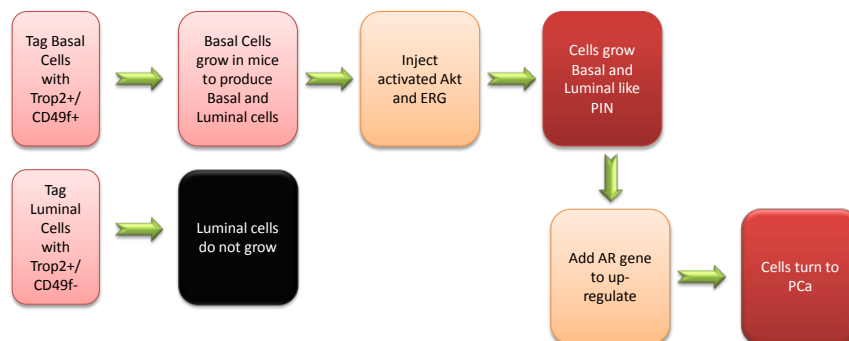 Tag Basal
Cells
with
Trop2+/
CD49f+
Basal Cells
grow in mice
to produce
Basal and
Luminal cells
Inject
activated Akt
and ERG
Cells grow
Basal and
Luminal like
PIN
Tag
Luminal
Cells
with
Trop2+/
CD49f-
Luminal cells
do not grow
Add AR gene
to up-
regulate
Cells turn to
PCa